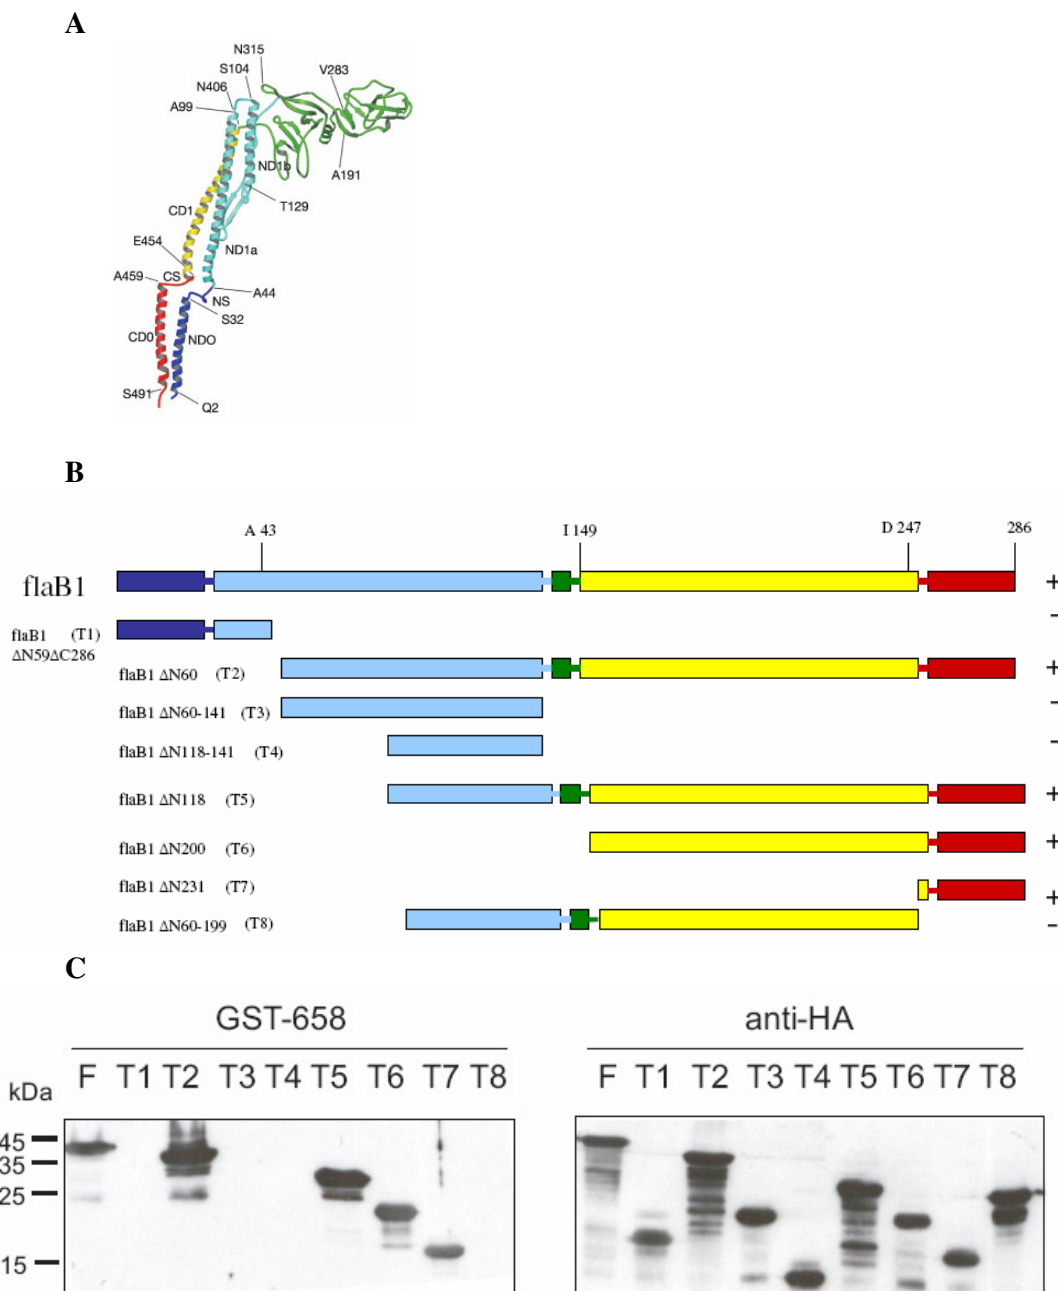 A
N315
S104
V283
N406
A99
ND1b
A191
T129
CD1
E454
ND1a
A459
CS
A44
NS
S32
CD0
NDO
S491
Q2
B
A 43 I 149 D 247 286
flaB1 +
-
flaB1 (T1)
ΔN59ΔC286
flaB1 ΔN60 (T2) +
flaB1 ΔN60-141 (T3) -
flaB1 ΔN118-141 (T4) -
flaB1 ΔN118 (T5) +
flaB1 ΔN200 (T6) +
flaB1 ΔN231 (T7) +
flaB1 ΔN60-199 (T8) -
C
GST-658 anti-HA
F T1 T2 T3 T4 T5 T6 T7 T8 F T1 T2 T3 T4 T5 T6 T7 T8
kDa
45
35
25
15